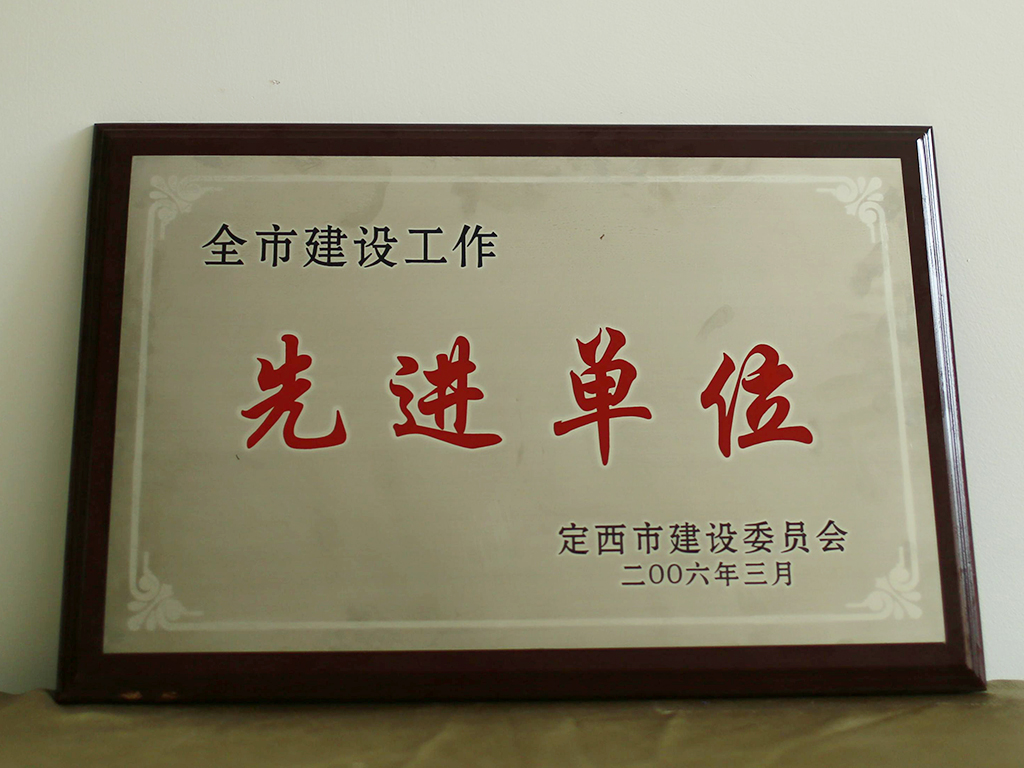 全市建设工作
先进单位
定西市建设委员会
二00六年三月